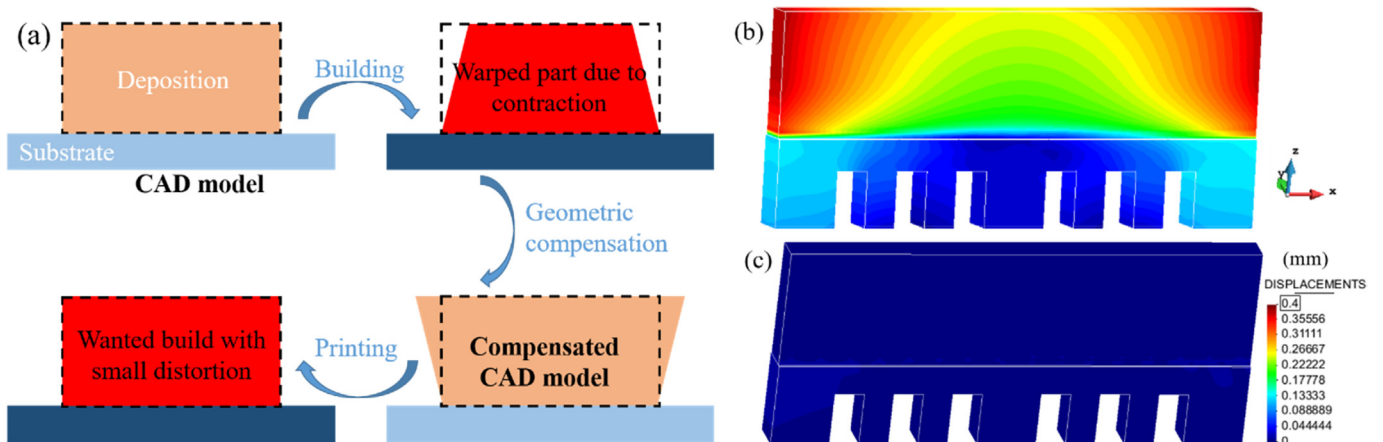 (a)
Deposition
Building
Warped part due to
contraction
Substrate
CAD model
Geometric
compensation
Wanted build with
small distortion
Printing
Compensated
CAD model
(b)
z
Y
x
(c)
(mm)
DISPLACEMENTS
0.4
0.35556
0.31111
0.26667
0.22222
0.17778
0.13333
0.088889
0.044444
0